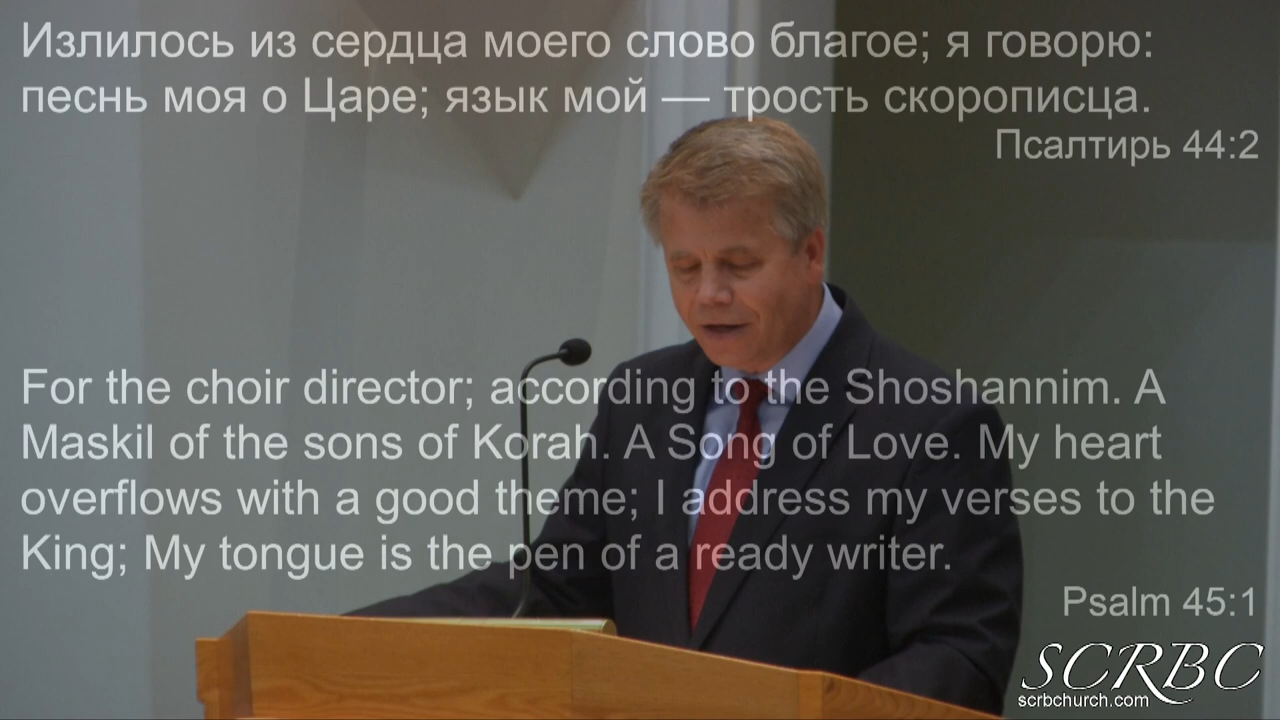 Излилось из сердца моего слово благое; я говорю:
песнь моя о Царе; язык мой — трость скорописца.
Псалтирь 44:2
For the choir director; according to the Shoshannim. A
Maskil of the sons of Korah. A Song of Love. My heart
overflows with a good theme; I address my verses to the
King; My tongue is the pen of a ready writer.
Psalm 45:1
SCRBC
scrbchurch.com